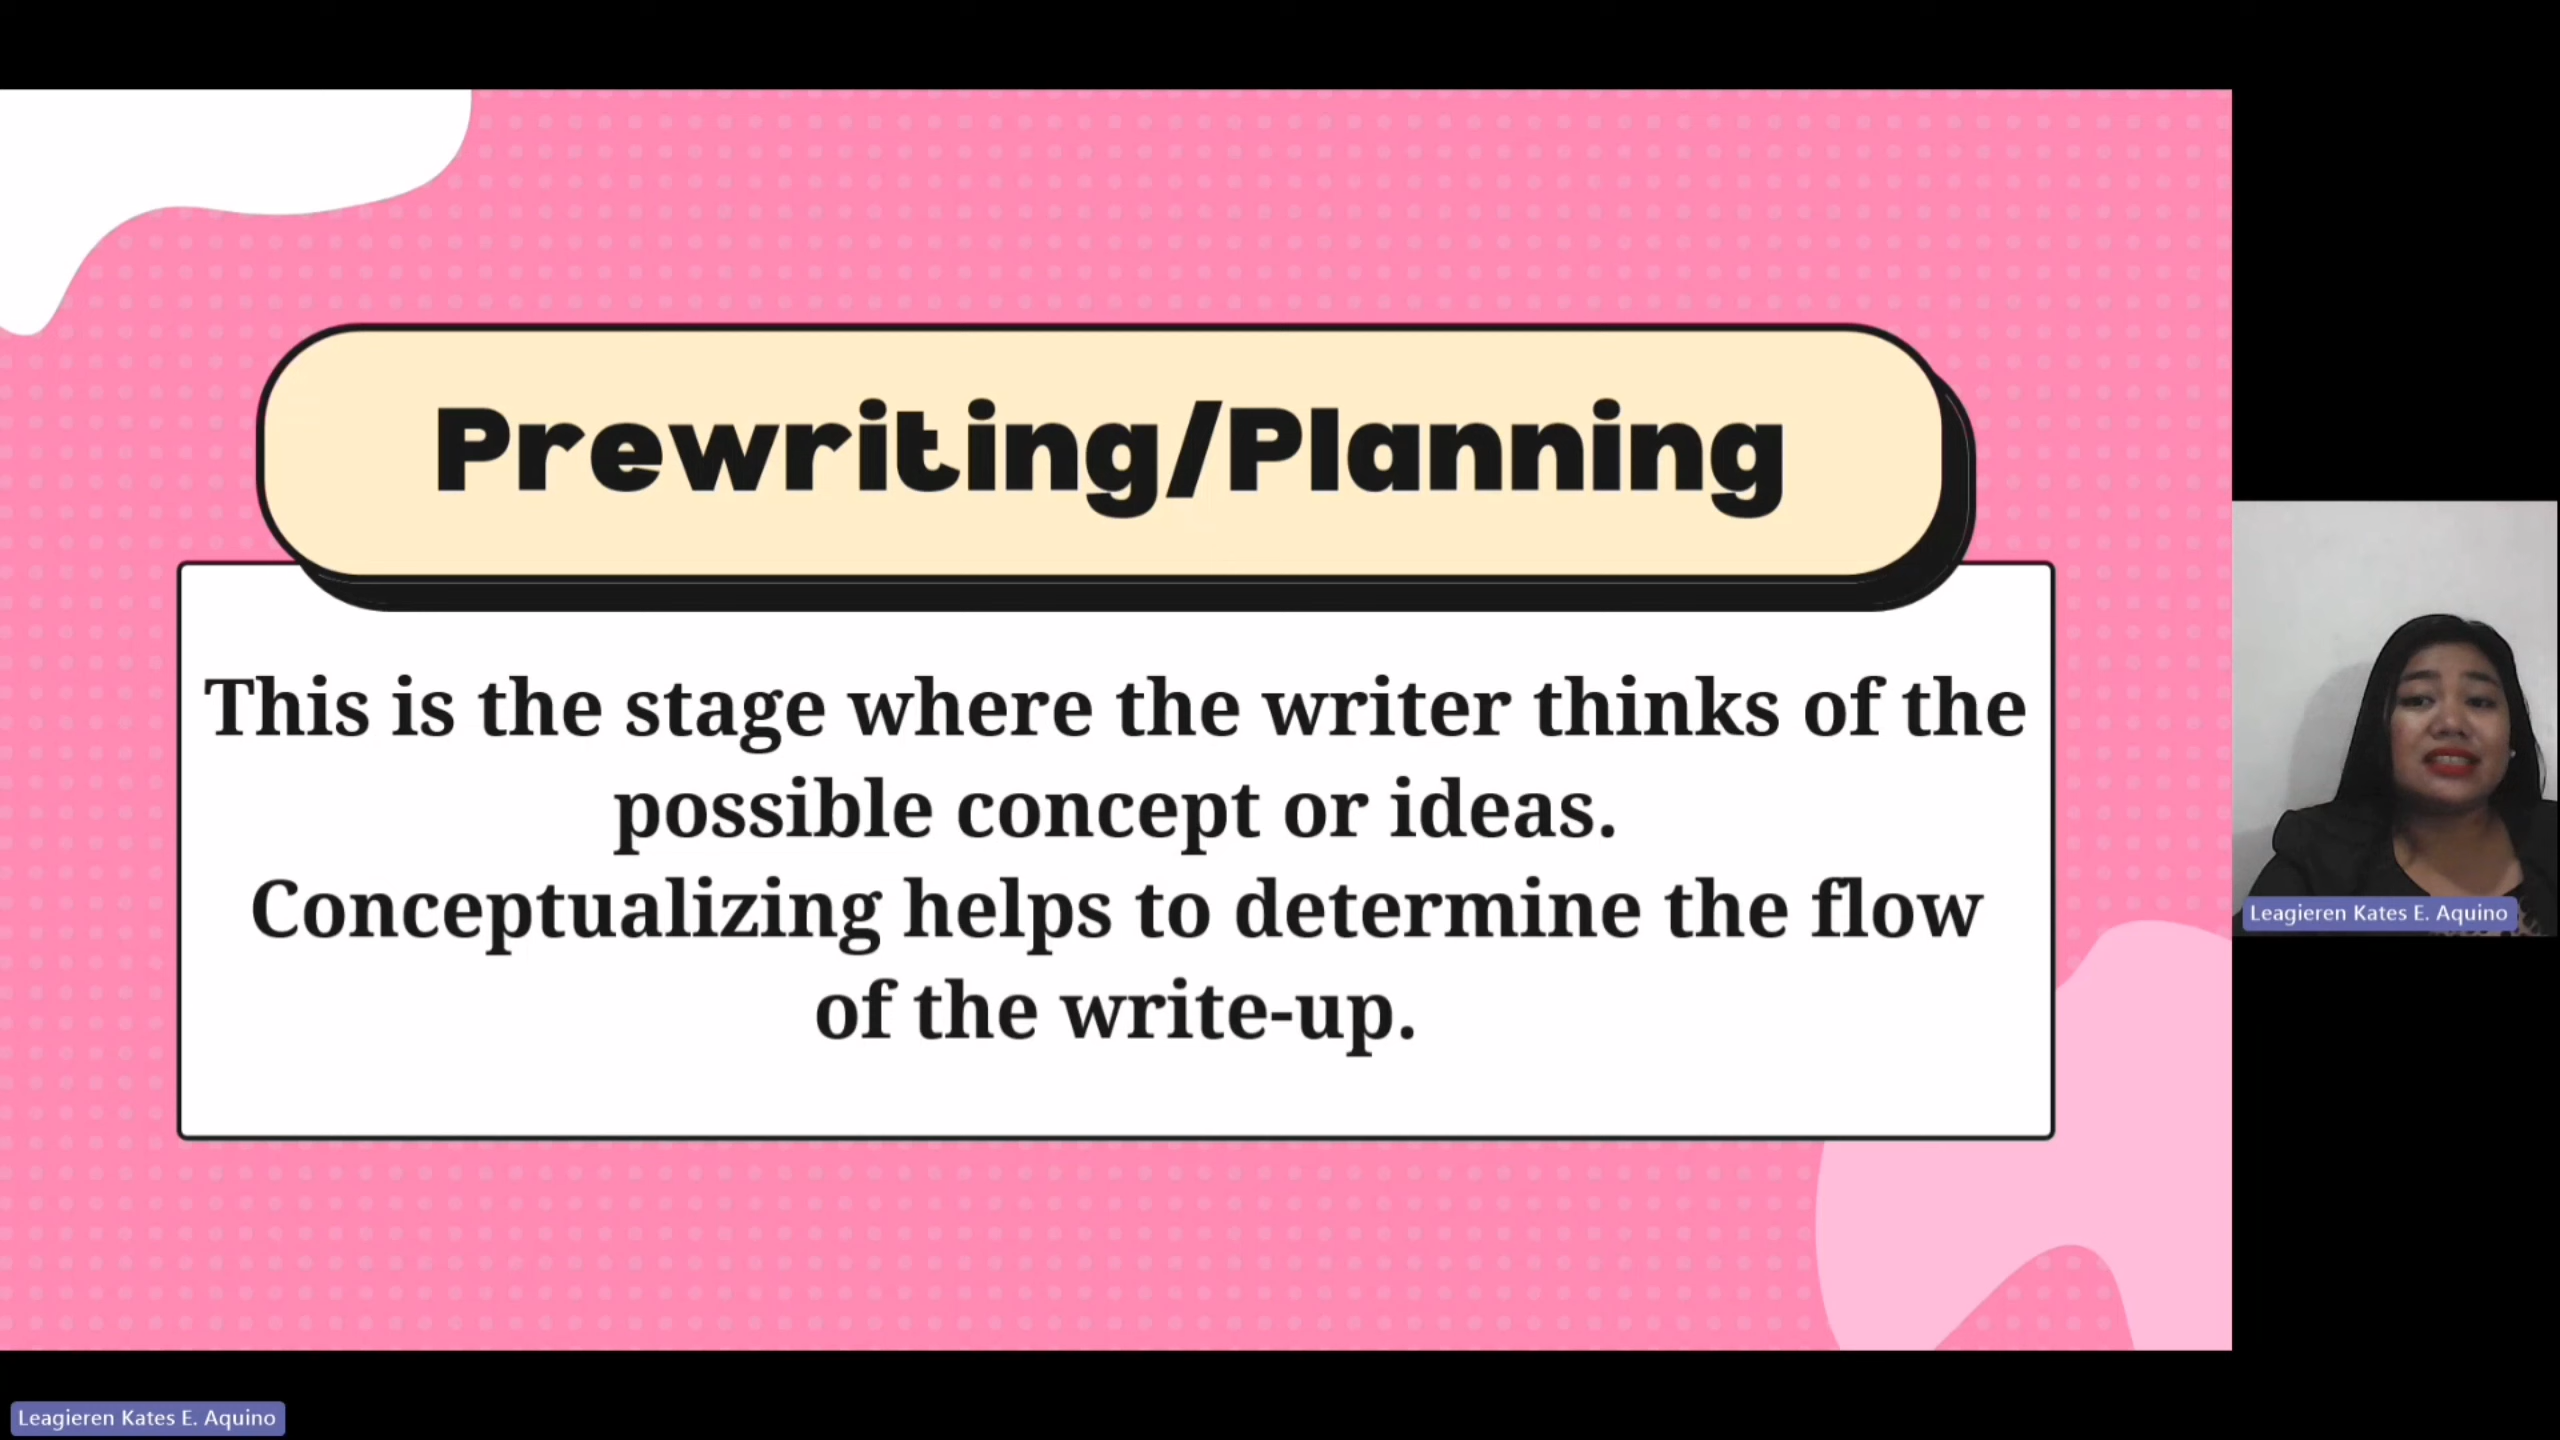 Prewriting/Planning
This is the stage where the writer thinks of the
possible concept or ideas.
Conceptualizing helps to determine the flow
of the write-up.
Leagieren Kates E. Aquino
Leagieren Kates E. Aquino